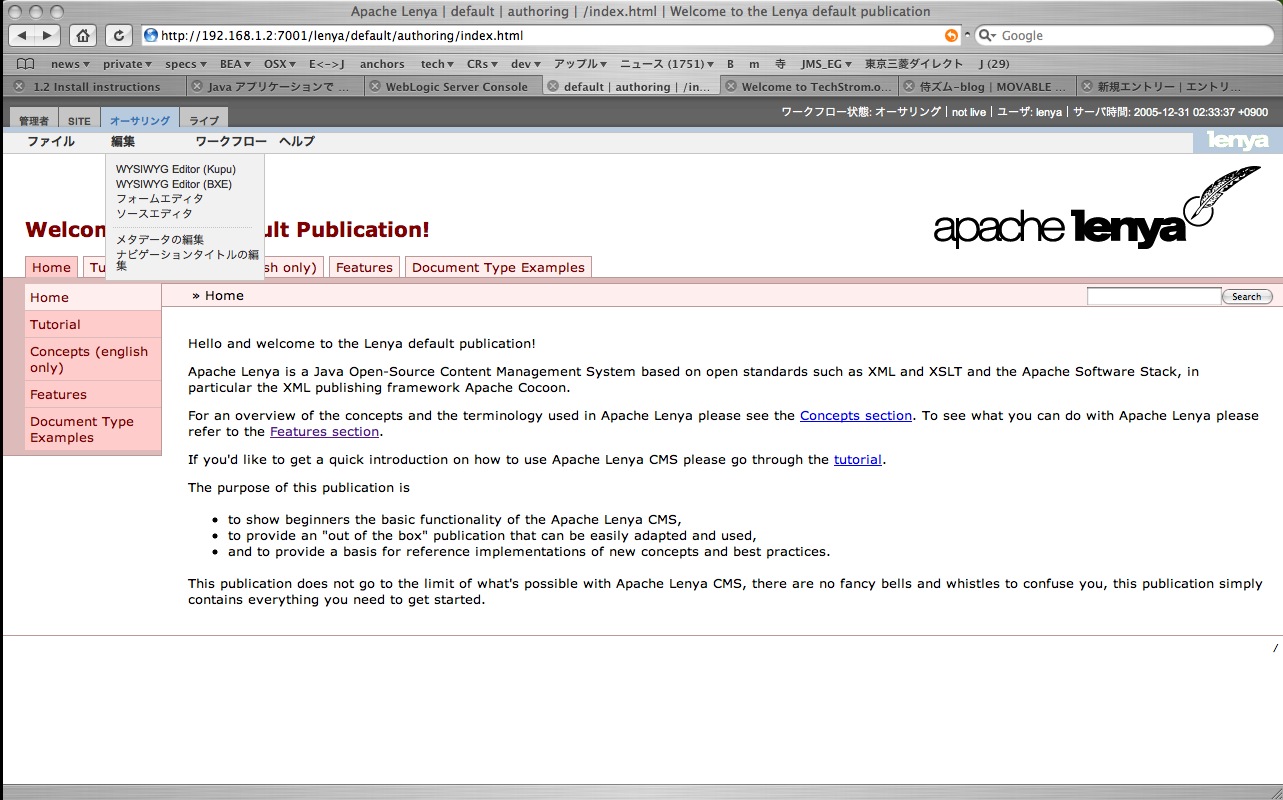 Apache Lenya | default | authoring | /index.html | Welcome to the Lenya default publication
http://192.168.1.2:7001/lenya/default/authoring/index.html
Google
news private specs BEA OSX E<->J anchors tech CRs dev アップル ニュース (1751) B m 寺 JMS_EG 東京三菱ダイレクト J (29)
1.2 Install instructions
Java アプリケーションで ...
WebLogic Server Console
default | authoring | /in...
Welcome to TechStrom.o...
侍ズム-blog | MOVABLE ...
新規エントリー | エントリ...
管理者 SITE オーサリング ライブ
ワークフロー状態: オーサリング | not live | ユーザ: lenya | サーバ時間: 2005-12-31 02:33:37 +0900
ファイル 編集 ワークフロー ヘルプ
lenya
WYSIWYG Editor (Kupu)
WYSIWYG Editor (BXE)
フォームエディタ
ソースエディタ
メタデータの編集
ナビゲーションタイトルの編
集
apache lenya
Welcon ult Publication!
Home Tu sh only) Features Document Type Examples
» Home
Search
Home
Tutorial
Concepts (english
only)
Features
Document Type
Examples
Hello and welcome to the Lenya default publication!
Apache Lenya is a Java Open-Source Content Management System based on open standards such as XML and XSLT and the Apache Software Stack, in
particular the XML publishing framework Apache Cocoon.
For an overview of the concepts and the terminology used in Apache Lenya please see the Concepts section. To see what you can do with Apache Lenya please
refer to the Features section.
If you'd like to get a quick introduction on how to use Apache Lenya CMS please go through the tutorial.
The purpose of this publication is
• to show beginners the basic functionality of the Apache Lenya CMS,
• to provide an "out of the box" publication that can be easily adapted and used,
• and to provide a basis for reference implementations of new concepts and best practices.
This publication does not go to the limit of what's possible with Apache Lenya CMS, there are no fancy bells and whistles to confuse you, this publication simply
contains everything you need to get started.
/